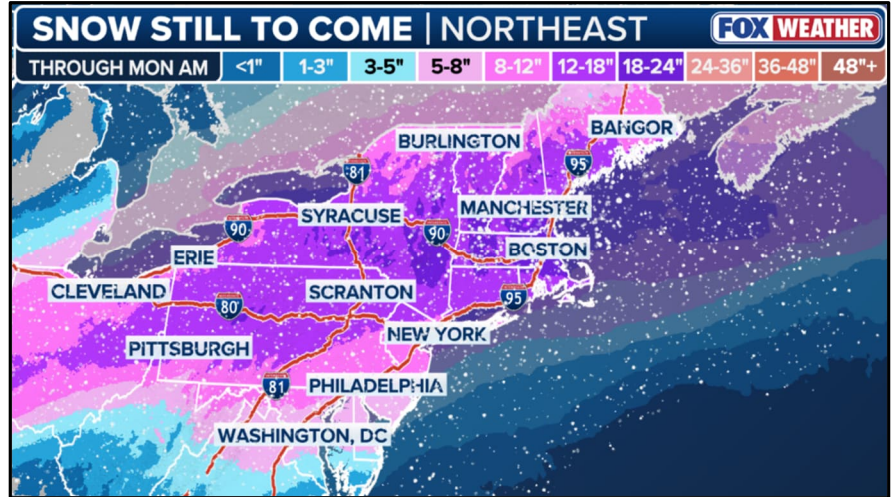 SNOW STILL TO COME | NORTHEAST
FOX WEATHER
THROUGH MON AM <1" 1-3" 3-5" 5-8" 8-12" 12-18" 18-24" 24-36" 36-48" 48"+
BANGOR
BURLINGTON
95
81
MANCHESTER
SYRACUSE
90
90
BOSTON
ERIE
CLEVELAND
SCRANTON
95
80
NEW YORK
PITTSBURGH
81
PHILADELPHIA
WASHINGTON, DC